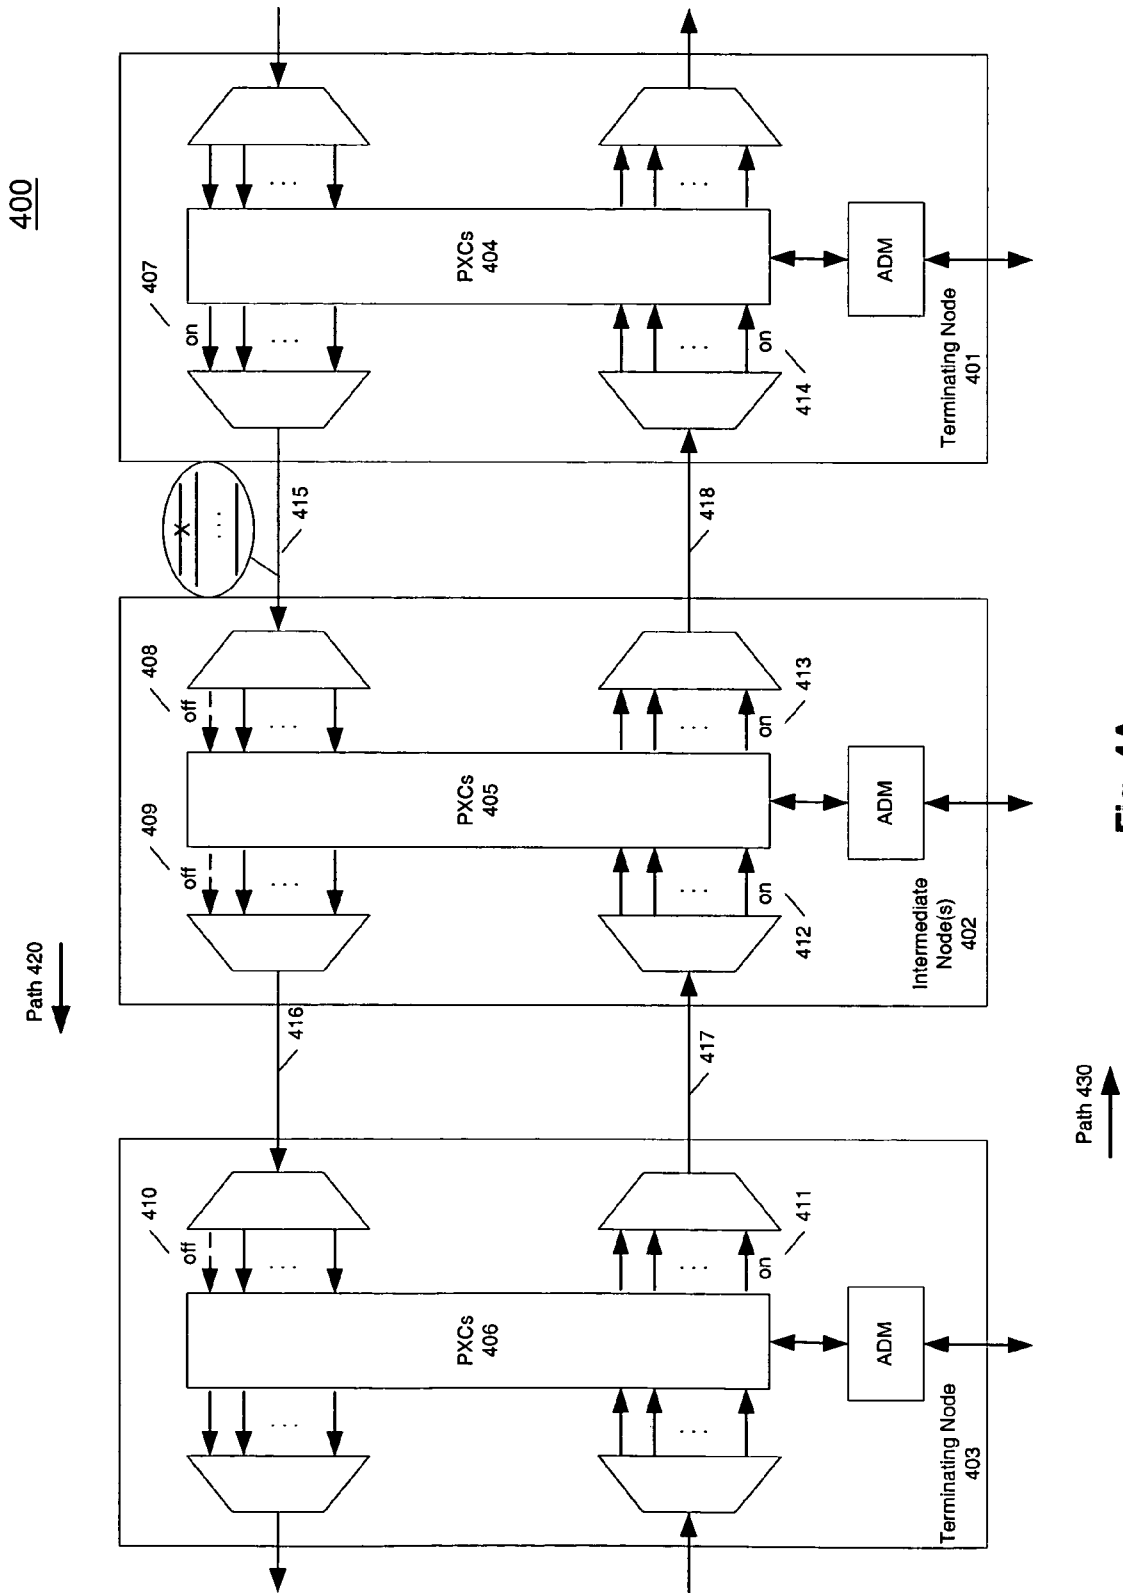 400
Path 420
410
off
409
off
408
off
407
on
415
416
PXCs
406
PXCs
405
PXCs
404
417
418
on
411
on
412
on
413
on
414
ADM
ADM
ADM
Terminating Node
403
Intermediate
Node(s)
402
Terminating Node
401
Path 430
Fig. 4A